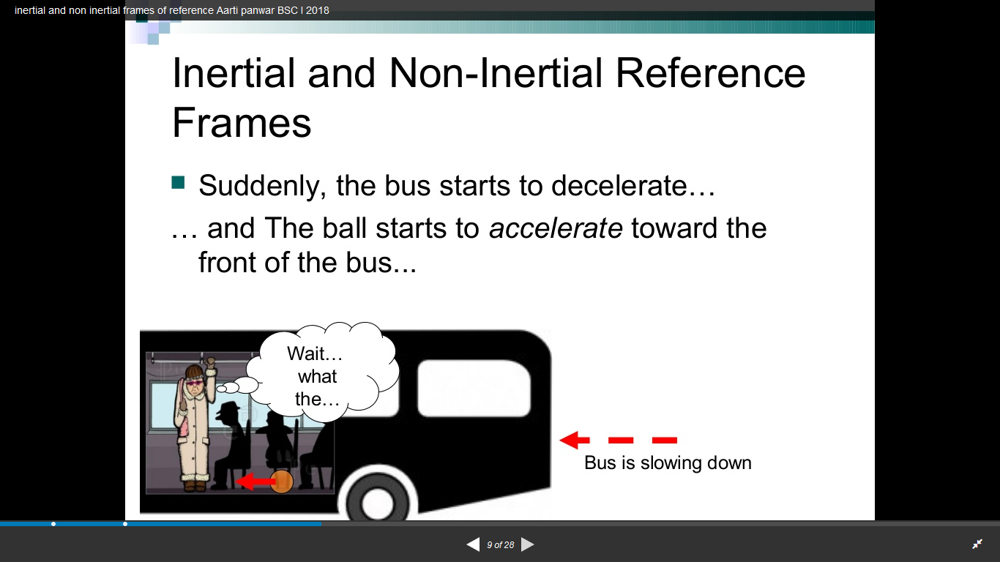 inertial and non inertial frames of reference Aarti panwar BSC I 2018
Inertial and Non-Inertial Reference
Frames
Suddenly, the bus starts to decelerate…
… and The ball starts to accelerate toward the
front of the bus...
Wait…
what
the…
Bus is slowing down
9 of 28